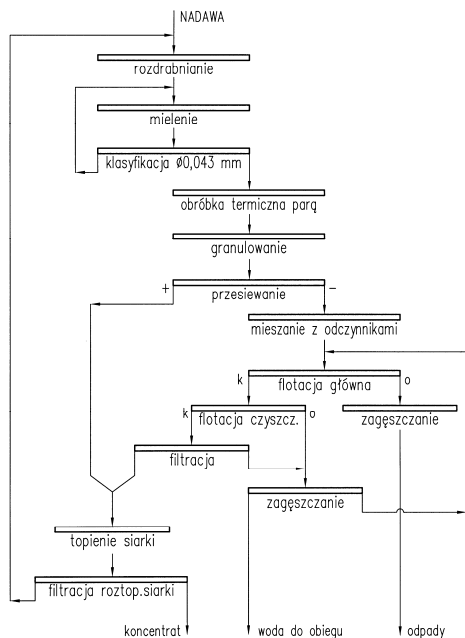 NADAWA
rozdrabnianie
mielenie
klasyfikacja ø0,043 mm
obróbka termiczna parą
granulowanie
+
przesiewanie
-
mieszanie z odczynnikami
k
flotacja główna
o
k
flotacja czyszcz.
o
zagęszczanie
filtracja
zagęszczanie
topienie siarki
filtracja roztop.siarki
koncentrat
woda do obiegu
odpady